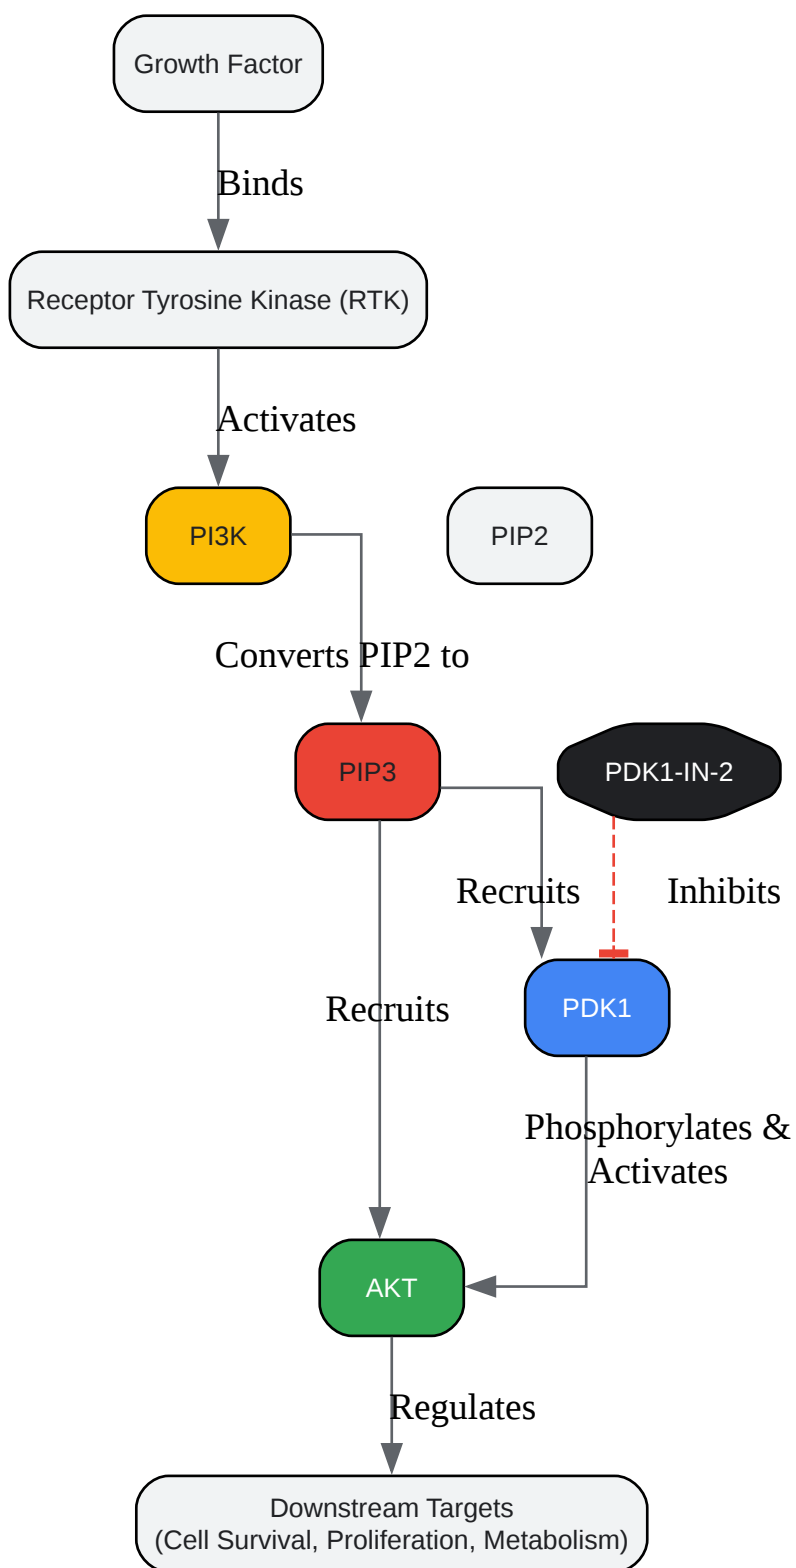 Growth Factor
Binds
Receptor Tyrosine Kinase (RTK)
Activates
PI3K
PIP2
Converts PIP2 to
PIP3
PDK1-IN-2
Recruits
Inhibits
Recruits
PDK1
Phosphorylates &
Activates
AKT
Regulates
Downstream Targets
(Cell Survival, Proliferation, Metabolism)